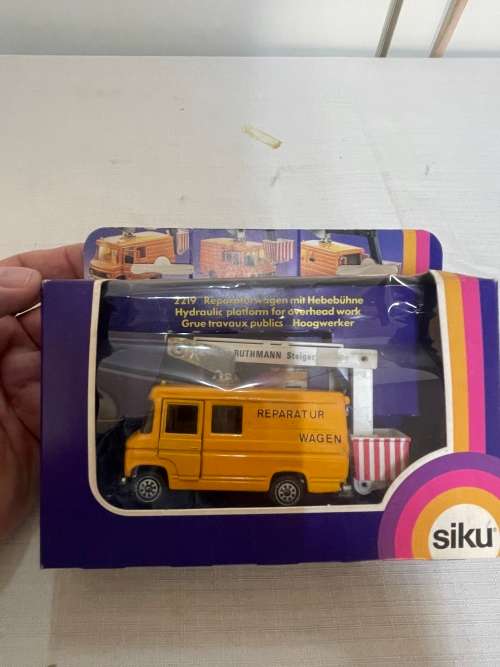 2219 Reparaturwagen mit Hebebühne
Hydraulic platform for overhead work
Grue travaux publics Hoogwerker
RUTHMANN Steiger
REPARATUR
WAGEN
siku